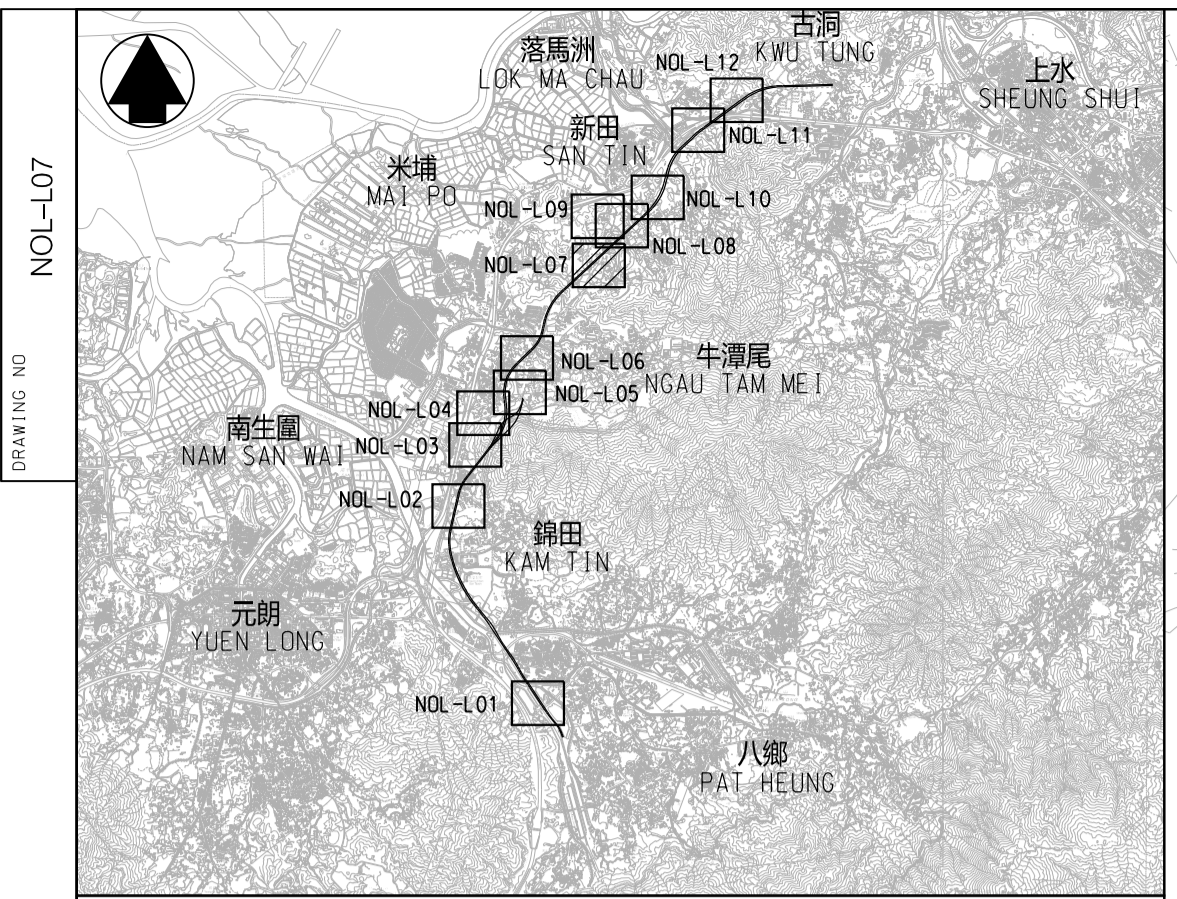 DRAWING NO
NOL-L07
古洞
KWU TUNG
落馬洲
LOK MA CHAU
NOL-L12
上水
SHEUNG SHUI
新田
SAN TIN
NOL-L11
米埔
MAI PO
NOL-L10
NOL-L09
NOL-L08
NOL-L07
NOL-L06
牛潭尾
NGAU TAM MEI
NOL-L05
NOL-L04
南生圍
NAM SAN WAI
NOL-L03
NOL-L02
錦田
KAM TIN
元朗
YUEN LONG
NOL-L01
八鄉
PAT HEUNG